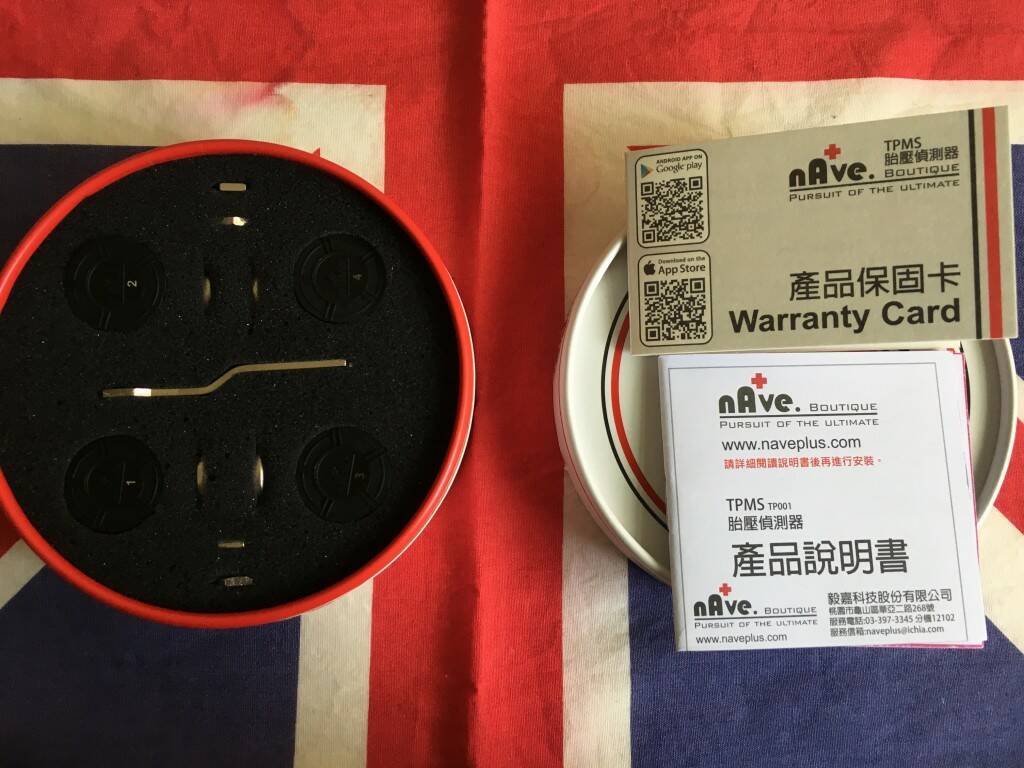 2
4
1
3
ANDROID APP ON
Google play
Download on the
App Store
TPMS
胎壓偵測器
nAve. BOUTIQUE
PURSUIT OF THE ULTIMATE
產品保固卡
Warranty Card
nAve. BOUTIQUE
PURSUIT OF THE ULTIMATE
www.naveplus.com
請詳細閱讀說明書後再進行安裝。
TPMS TP001
胎壓偵測器
產品說明書
nAve. BOUTIQUE
PURSUIT OF THE ULTIMATE
www.naveplus.com
毅嘉科技股份有限公司
桃園市龜山區華亞二路268號
服務電話:03-397-3345 分機12102
服務信箱:naveplus@ichia.com